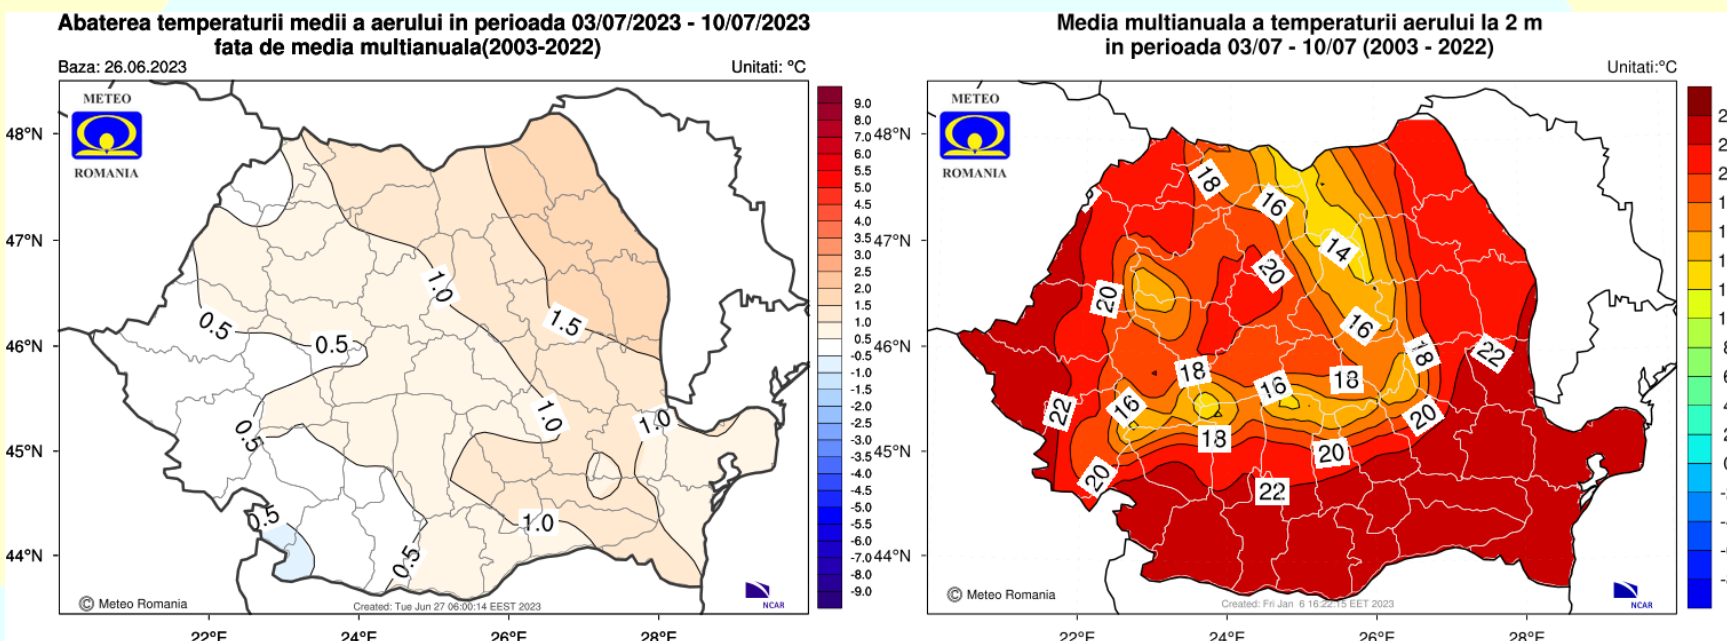 Abaterea temperaturii medii a aerului in perioada 03/07/2023 - 10/07/2023
fata de media multianuala(2003-2022)
Baza: 26.06.2023
Unitati: °C
METEO
ROMANIA
48°N
47°N
46°N
45°N
44°N
22°E
24°E
26°E
28°E
0.5
0.5
1.0
1.5
0.5
1.0
1.0
0.5
1.0
0.5
9.0
8.0
7.0
6.0
5.5
5.0
4.5
4.0
3.5
3.0
2.5
2.0
1.5
1.0
0.5
-0.5
-1.0
-1.5
-2.0
-2.5
-3.0
-3.5
-4.0
-4.5
-5.0
-5.5
-6.0
-7.0
-8.0
-9.0
© Meteo Romania
Created: Tue Jun 27 06:00:14 EEST 2023
NCAR
Media multianuala a temperaturii aerului la 2 m
in perioada 03/07 - 10/07 (2003 - 2022)
Unitati:°C
METEO
ROMANIA
48°N
47°N
46°N
45°N
44°N
22°E
24°E
26°E
28°E
18
16
14
20
20
16
18
22
18
16
18
22
16
20
18
20
20
22
© Meteo Romania
Created: Fri Jan 6 16:22:15 EET 2023
NCAR